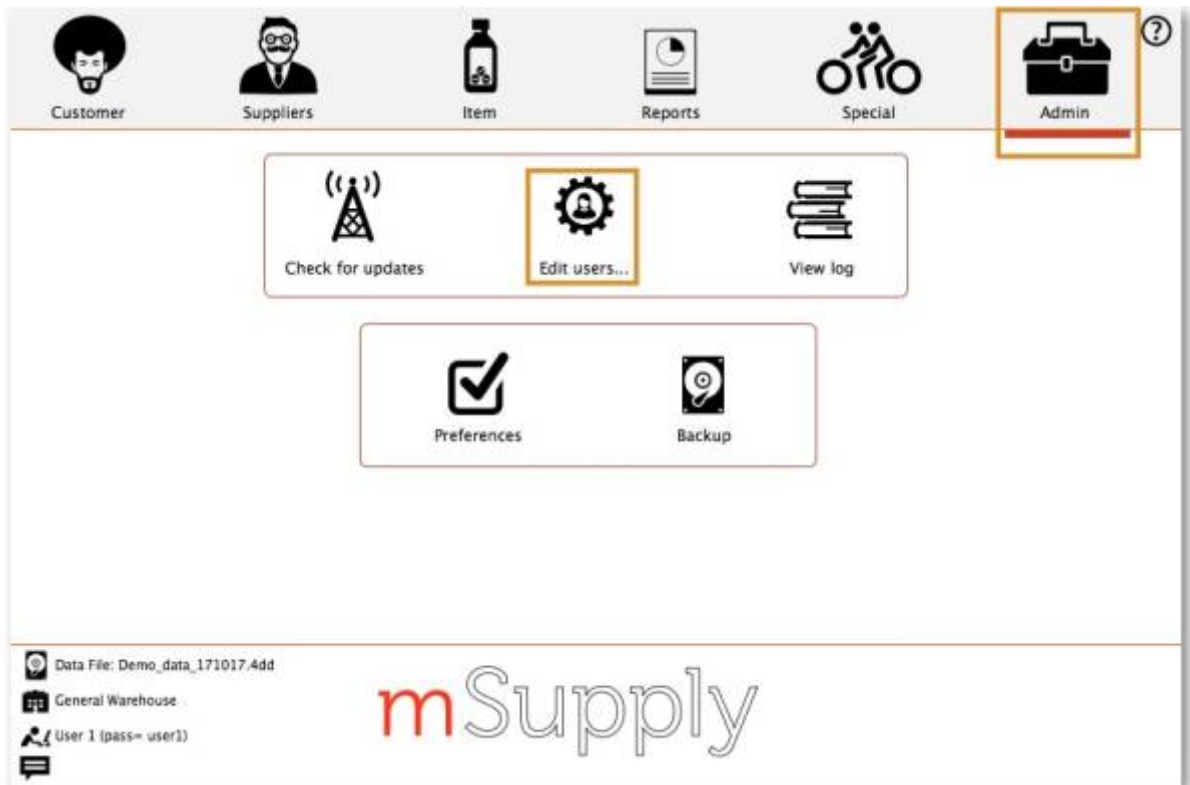 Customer Suppliers Item Reports Special Admin ?
Check for updates Edit users... View log
Preferences Backup
Data File: Demo_data_171017.4dd
General Warehouse
User 1 (pass= user1)
mSupply